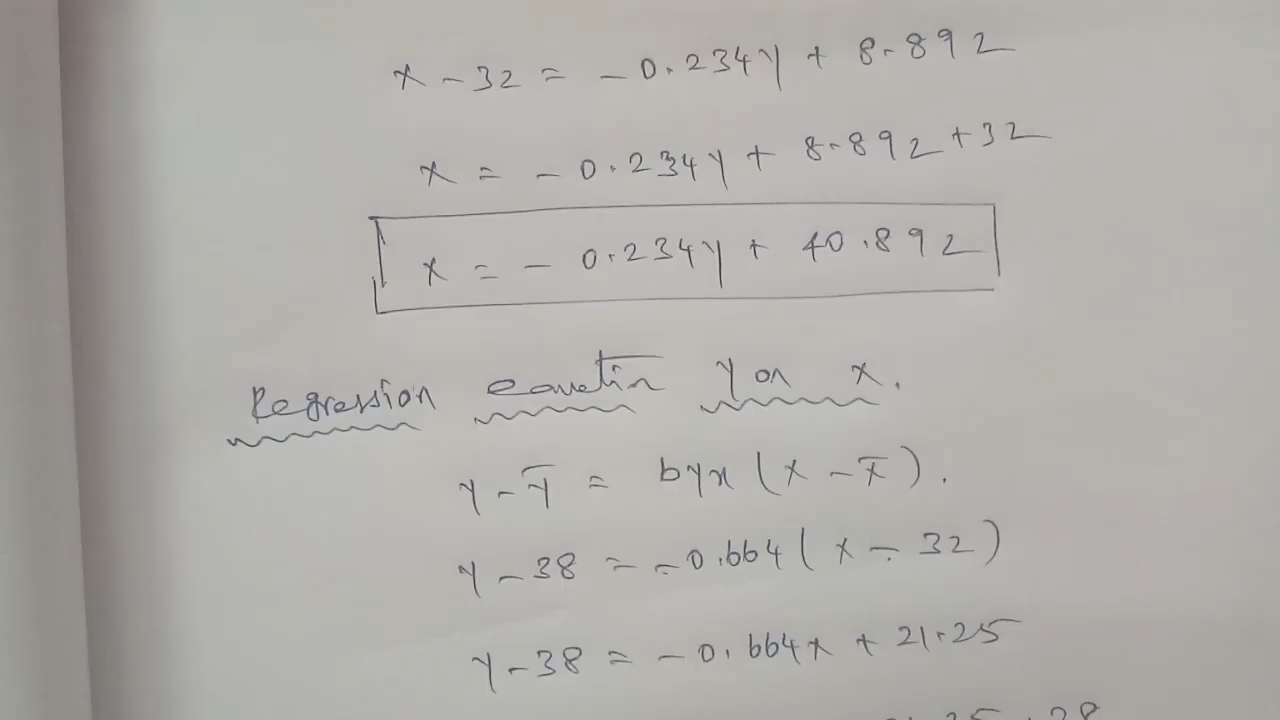 x - 32 = - 0.234y + 8.892
x = - 0.234y + 8.892 + 32
x = - 0.234y + 40.892
Regression equation y on x.
y - ȳ = byx (x - x̄).
y - 38 = -0.664 (x - 32)
y - 38 = - 0.664x + 21.25